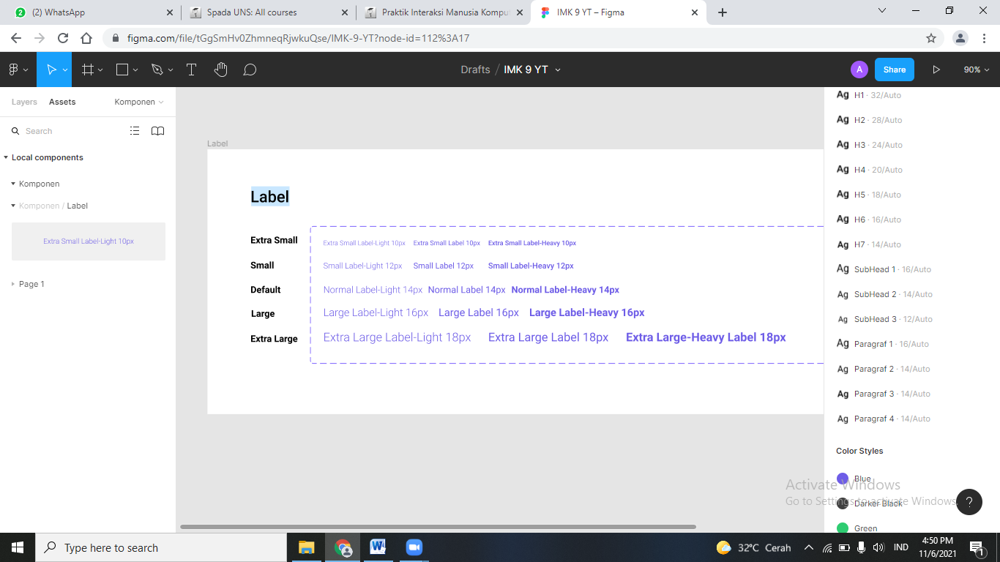 (2) WhatsApp
Spada UNS: All courses
Praktik Interaksi Manusia Komput
IMK 9 YT – Figma
figma.com/file/tGgSmHv0ZhmneqRjwkuQse/IMK-9-YT?node-id=112%3A17
Drafts / IMK 9 YT
A
Share
90%
Layers
Assets
Komponen
Search
Local components
Komponen
Komponen / Label
Extra Small Label-Light 10px
Page 1
Label
Label
Extra Small
Extra Small Label-Light 10px Extra Small Label 10px Extra Small Label-Heavy 10px
Small
Small Label-Light 12px Small Label 12px Small Label-Heavy 12px
Default
Normal Label-Light 14px Normal Label 14px Normal Label-Heavy 14px
Large
Large Label-Light 16px Large Label 16px Large Label-Heavy 16px
Extra Large
Extra Large Label-Light 18px Extra Large Label 18px Extra Large-Heavy Label 18px
Ag H1 · 32/Auto
Ag H2 · 28/Auto
Ag H3 · 24/Auto
Ag H4 · 20/Auto
Ag H5 · 18/Auto
Ag H6 · 16/Auto
Ag H7 · 14/Auto
Ag SubHead 1 · 16/Auto
Ag SubHead 2 · 14/Auto
Ag SubHead 3 · 12/Auto
Ag Paragraf 1 · 16/Auto
Ag Paragraf 2 · 14/Auto
Ag Paragraf 3 · 14/Auto
Ag Paragraf 4 · 14/Auto
Color Styles
Blue
Darker Black
Green
Activate Windows
Go to Settings to activate Windows.
?
Type here to search
32°C Cerah
IND
4:50 PM
11/6/2021
1